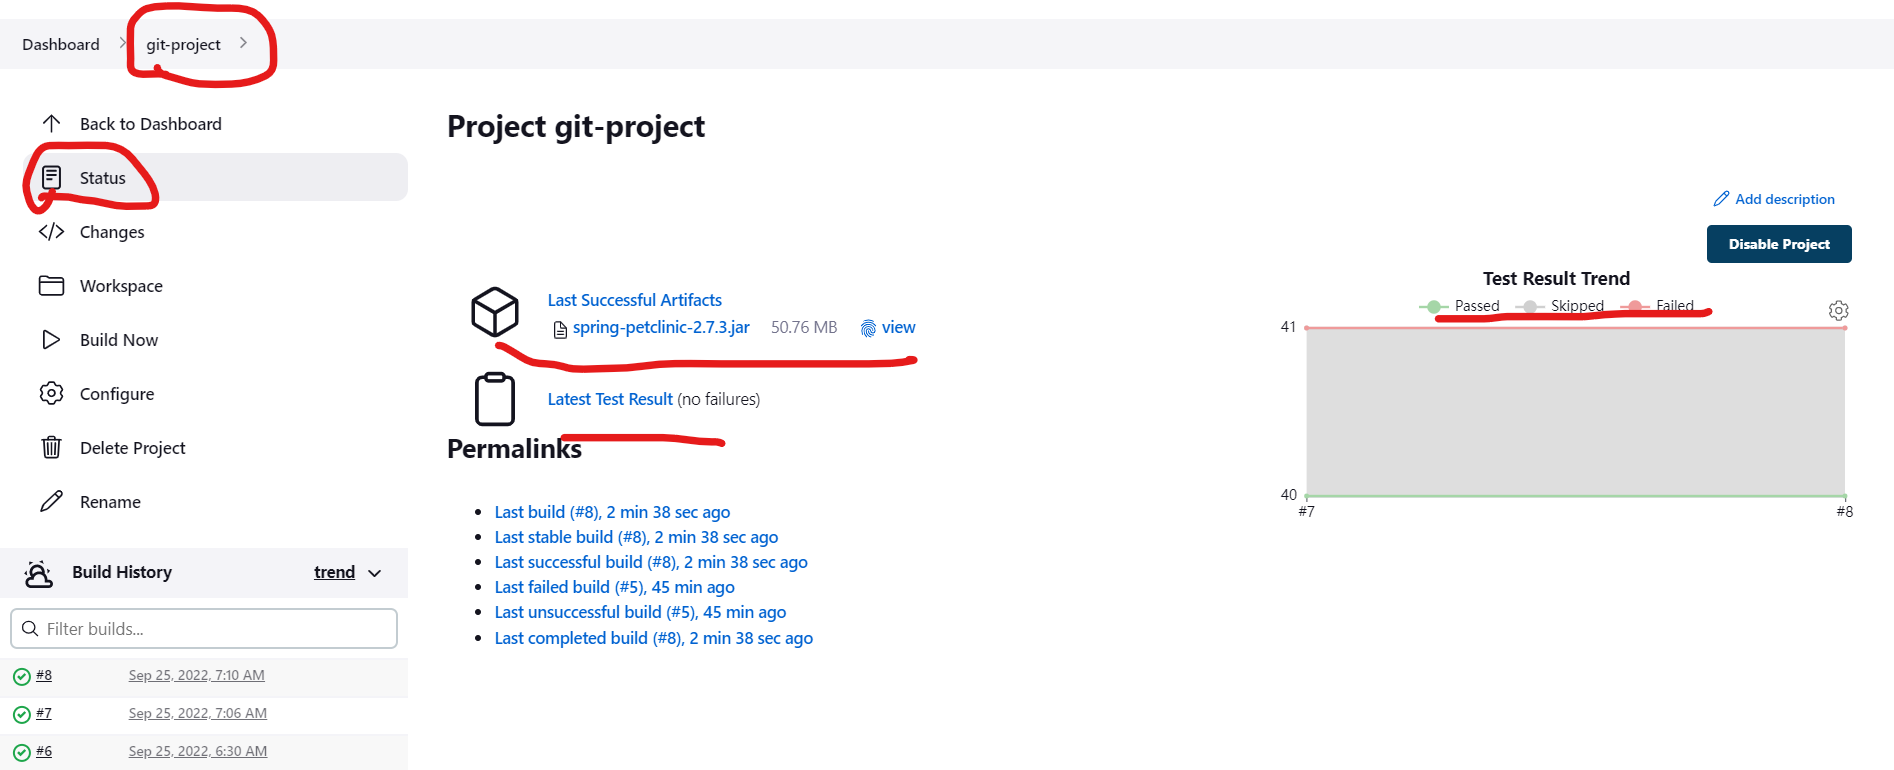 Dashboard > git-project >
Back to Dashboard
Status
Changes
Workspace
Build Now
Configure
Delete Project
Rename
Build History trend
Filter builds...
#8 Sep 25, 2022, 7:10 AM
#7 Sep 25, 2022, 7:06 AM
#6 Sep 25, 2022, 6:30 AM
Project git-project
Add description
Disable Project
Last Successful Artifacts
spring-petclinic-2.7.3.jar 50.76 MB view
Latest Test Result (no failures)
Permalinks
Last build (#8), 2 min 38 sec ago
Last stable build (#8), 2 min 38 sec ago
Last successful build (#8), 2 min 38 sec ago
Last failed build (#5), 45 min ago
Last unsuccessful build (#5), 45 min ago
Last completed build (#8), 2 min 38 sec ago
Test Result Trend
Passed Skipped Failed
41
40
#7 #8